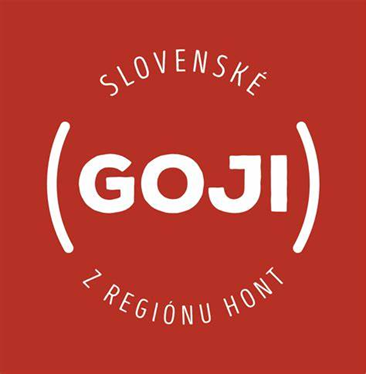 SLOVENSKÉ
(GOJI)
Z REGIÓNU HONT